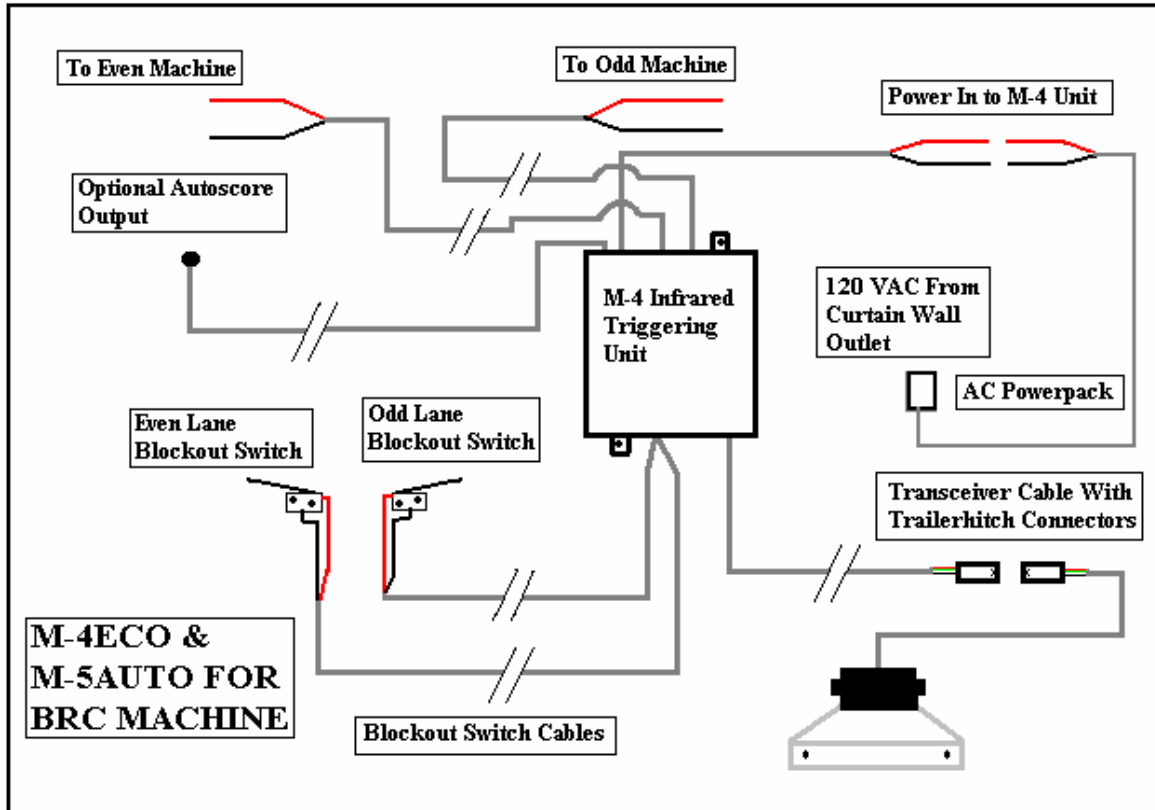 To Even Machine
To Odd Machine
Power In to M-4 Unit
Optional Autoscore
Output
M-4 Infrared
Triggering
Unit
120 VAC From
Curtain Wall
Outlet
AC Powerpack
Even Lane
Blockout Switch
Odd Lane
Blockout Switch
Transceiver Cable With
Trailerhitch Connectors
M-4ECO &
M-5AUTO FOR
BRC MACHINE
Blockout Switch Cables